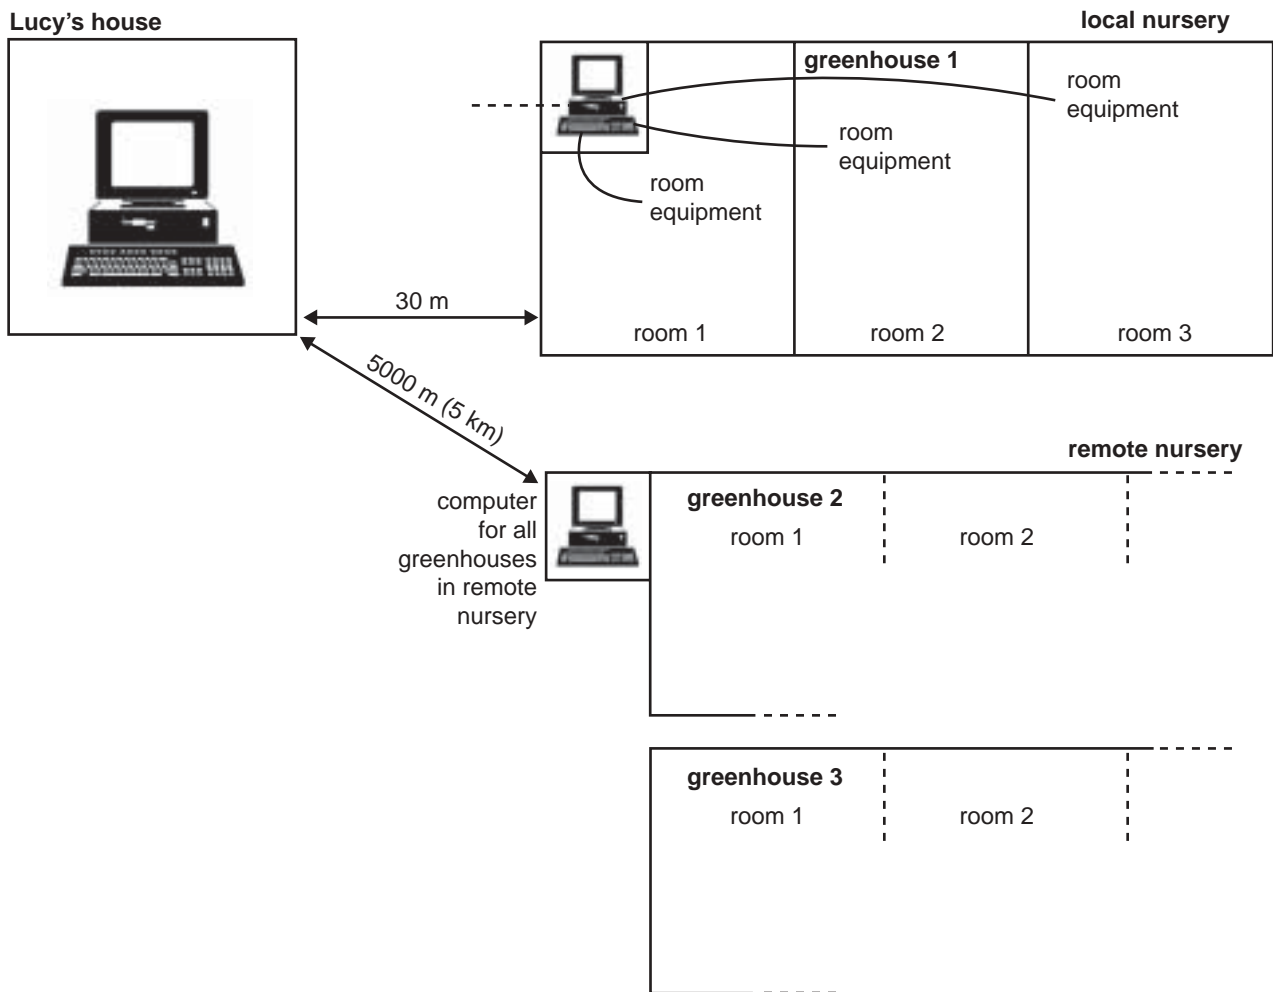 Lucy’s house
local nursery
greenhouse 1
room
equipment
room
equipment
room
equipment
30 m
room 1
room 2
room 3
5000 m (5 km)
remote nursery
computer
for all
greenhouses
in remote
nursery
greenhouse 2
room 1
room 2
greenhouse 3
room 1
room 2